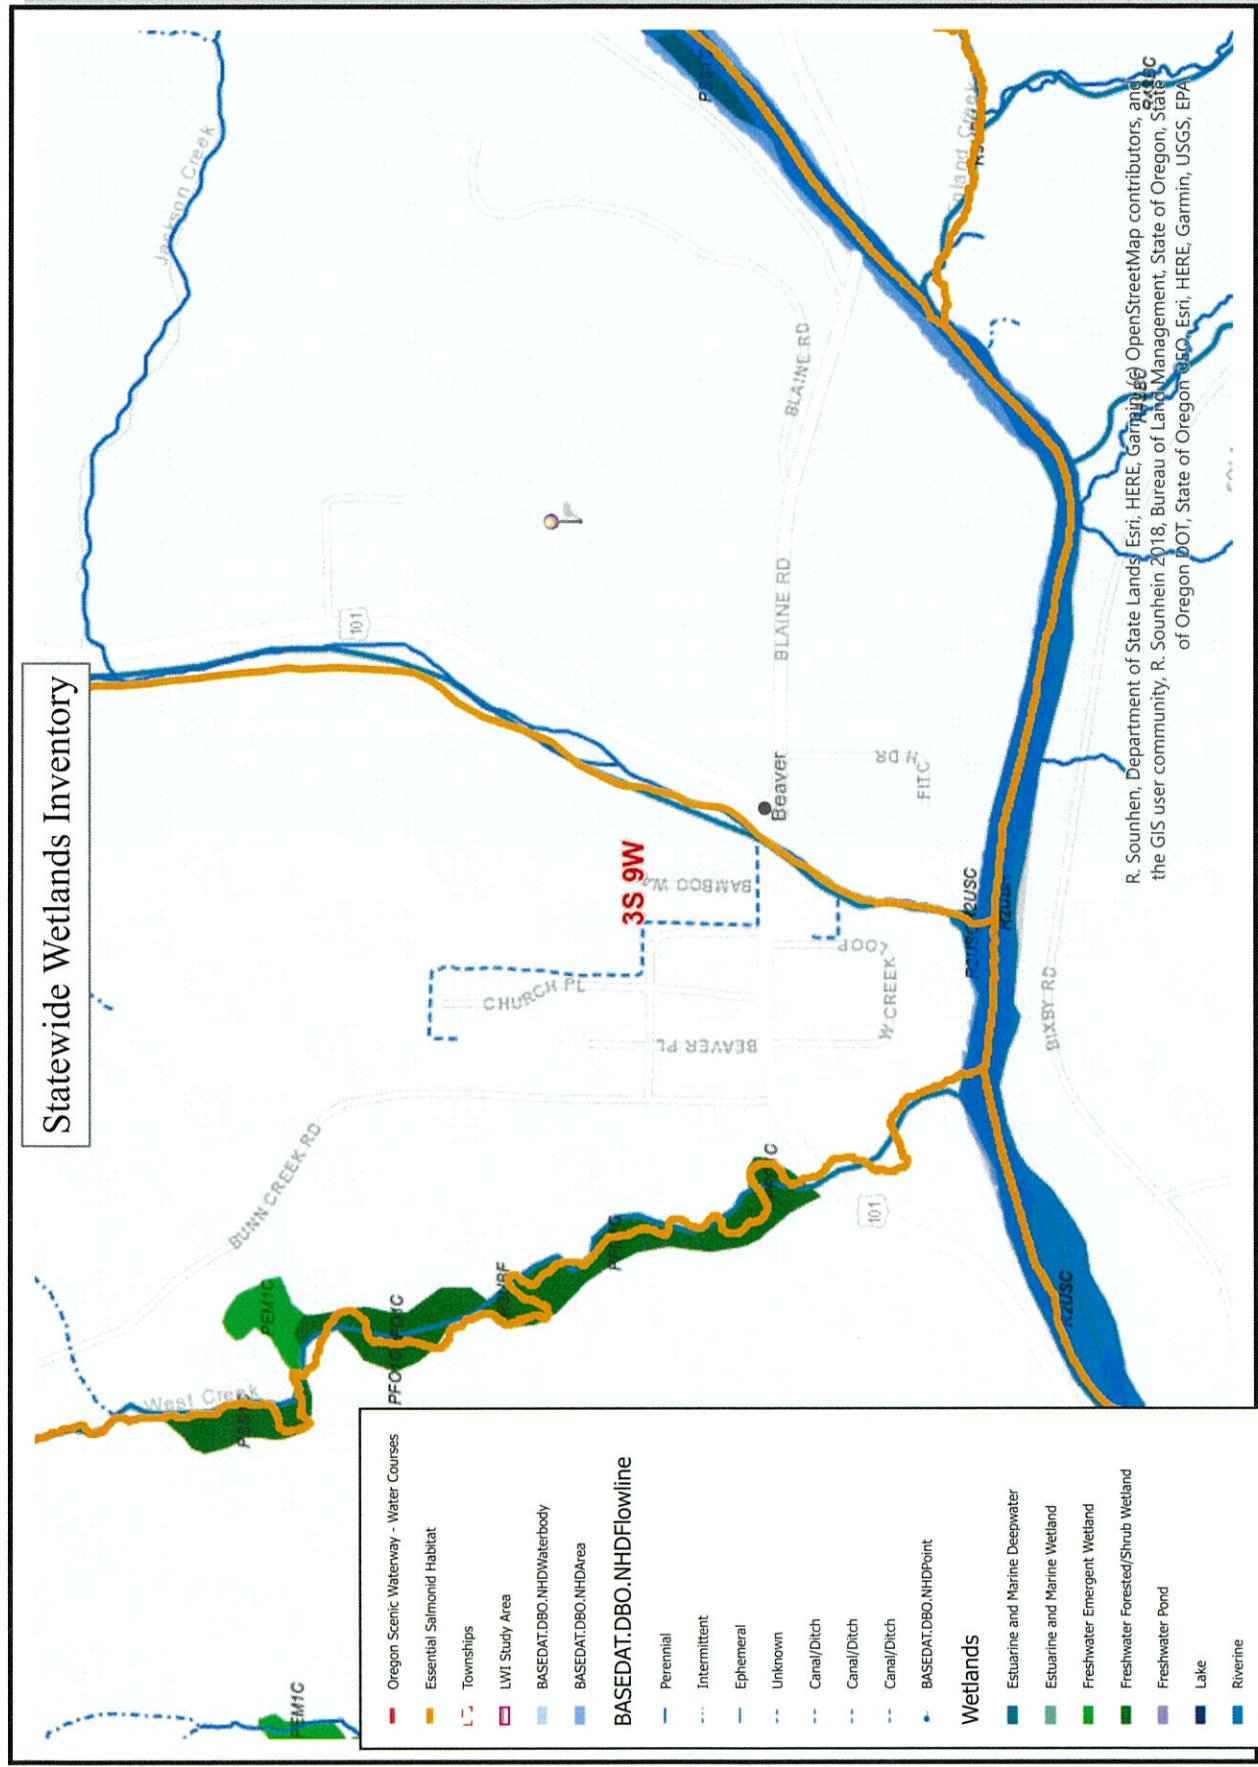 Statewide Wetlands Inventory
Jackson Creek
101
BLAINE RD
BLAINE RD
Beaver
3S 9W
BAMBOO WA
CHURCH PL
BEAVER PL
LOOP
W CREEK
H DR
FITC
BUNN CREEK RD
West Creek
PEM1C
PFO1C
PEM1C
101
BIXBY RD
R2USC
R2USC
R2USC
R. Sounhen, Department of State Lands, Esri, HERE, Garmin, (c) OpenStreetMap contributors, and
the GIS user community, R. Sounhein 2018, Bureau of Land Management, State of Oregon, State
of Oregon DOT, State of Oregon GEO, Esri, HERE, Garmin, USGS, EPA
Oregon Scenic Waterway - Water Courses
Essential Salmonid Habitat
Townships
LWI Study Area
BASEDAT.DBO.NHDWaterbody
BASEDAT.DBO.NHDArea
BASEDAT.DBO.NHDFlowline
Perennial
Intermittent
Ephemeral
Unknown
Canal/Ditch
Canal/Ditch
Canal/Ditch
BASEDAT.DBO.NHDPoint
Wetlands
Estuarine and Marine Deepwater
Estuarine and Marine Wetland
Freshwater Emergent Wetland
Freshwater Forested/Shrub Wetland
Freshwater Pond
Lake
Riverine